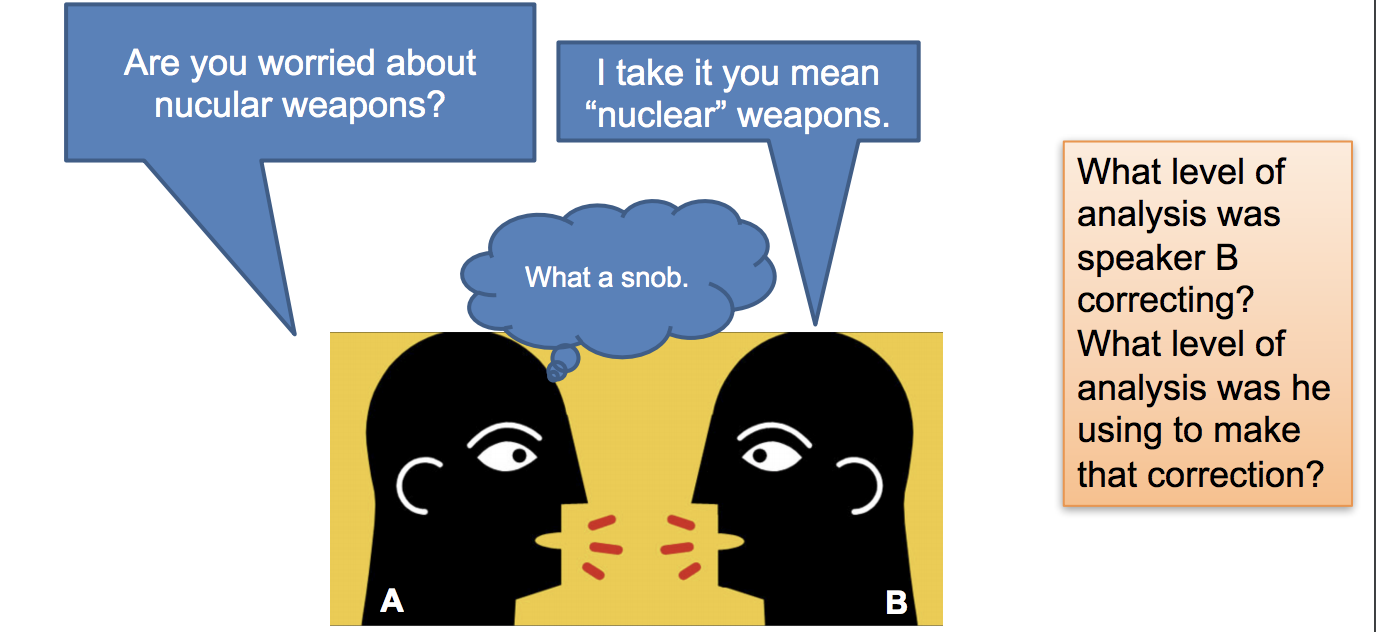 Are you worried about
nucular weapons?
I take it you mean
“nuclear” weapons.
What a snob.
What level of
analysis was
speaker B
correcting?
What level of
analysis was he
using to make
that correction?
A
B